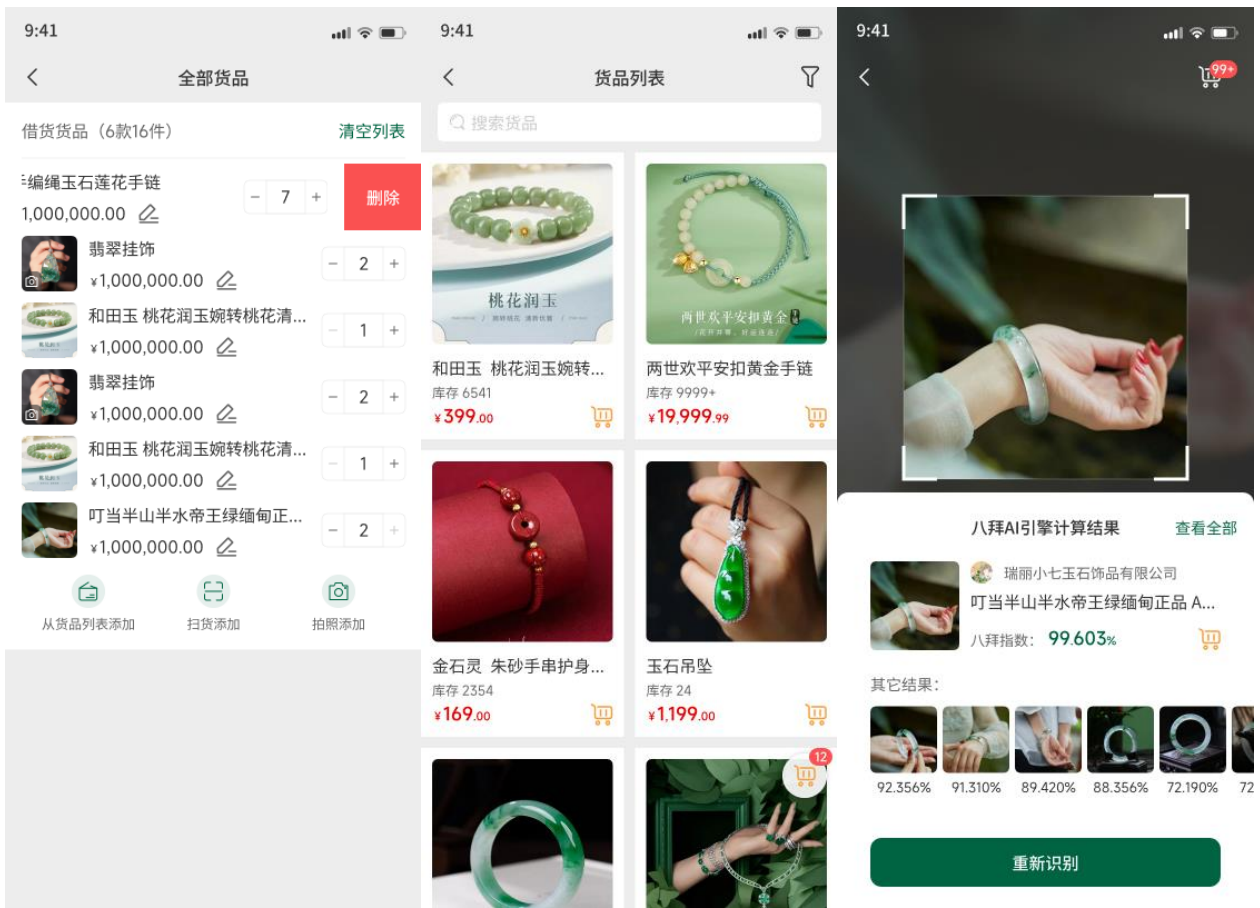 9:41
全部货品
借货货品（6款16件）
清空列表
编绳玉石莲花手链
1,000,000.00
− 7 +
删除
翡翠挂饰
¥1,000,000.00
− 2 +
和田玉 桃花润玉婉转桃花清...
¥1,000,000.00
− 1 +
翡翠挂饰
¥1,000,000.00
− 2 +
和田玉 桃花润玉婉转桃花清...
¥1,000,000.00
− 1 +
叮当半山半水帝王绿缅甸正...
¥1,000,000.00
− 2 +
从货品列表添加
扫货添加
拍照添加
9:41
货品列表
搜索货品
桃花润玉
和田玉 桃花润玉婉转...
库存 6541
¥399.00
两世欢平安扣黄金
两世欢平安扣黄金手链
库存 9999+
¥19,999.99
金石灵 朱砂手串护身...
库存 2354
¥169.00
玉石吊坠
库存 24
¥1,199.00
12
9:41
99+
八拜AI引擎计算结果
查看全部
瑞丽小七玉石饰品有限公司
叮当半山半水帝王绿缅甸正品 A...
八拜指数： 99.603%
其它结果：
92.356%
91.310%
89.420%
88.356%
72.190%
72
重新识别